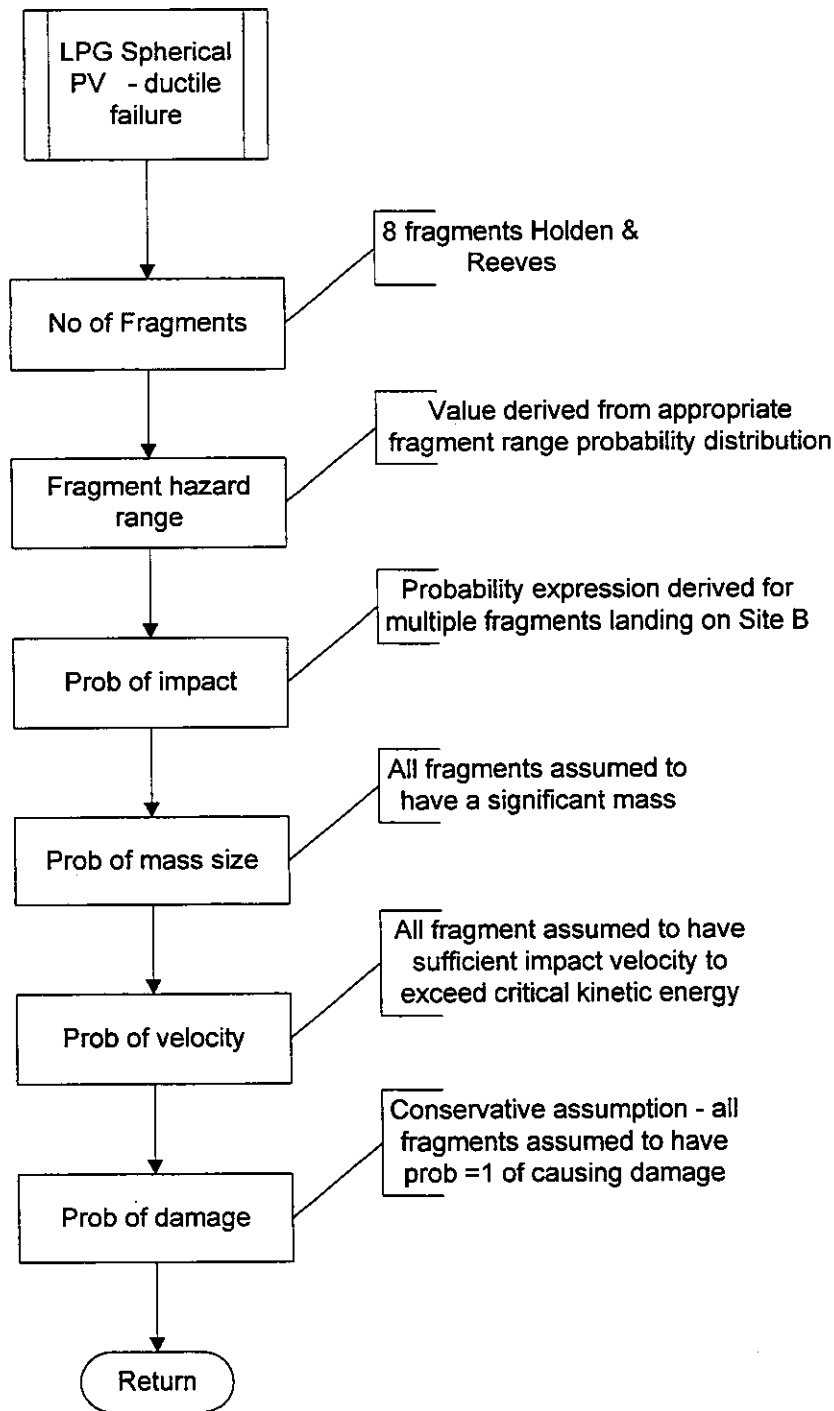 LPG Spherical
PV - ductile
failure
8 fragments Holden &
Reeves
No of Fragments
Value derived from appropriate
fragment range probability distribution
Fragment hazard
range
Probability expression derived for
multiple fragments landing on Site B
Prob of impact
All fragments assumed to
have a significant mass
Prob of mass size
All fragment assumed to have
sufficient impact velocity to
exceed critical kinetic energy
Prob of velocity
Conservative assumption - all
fragments assumed to have
prob =1 of causing damage
Prob of damage
Return